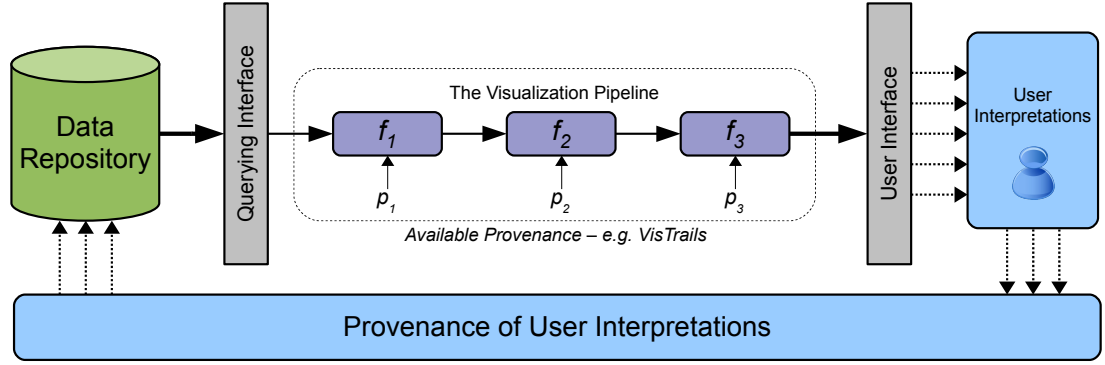 Data
Repository
Querying Interface
The Visualization Pipeline
f1
f2
f3
p1
p2
p3
Available Provenance – e.g. VisTrails
User Interface
User
Interpretations
Provenance of User Interpretations